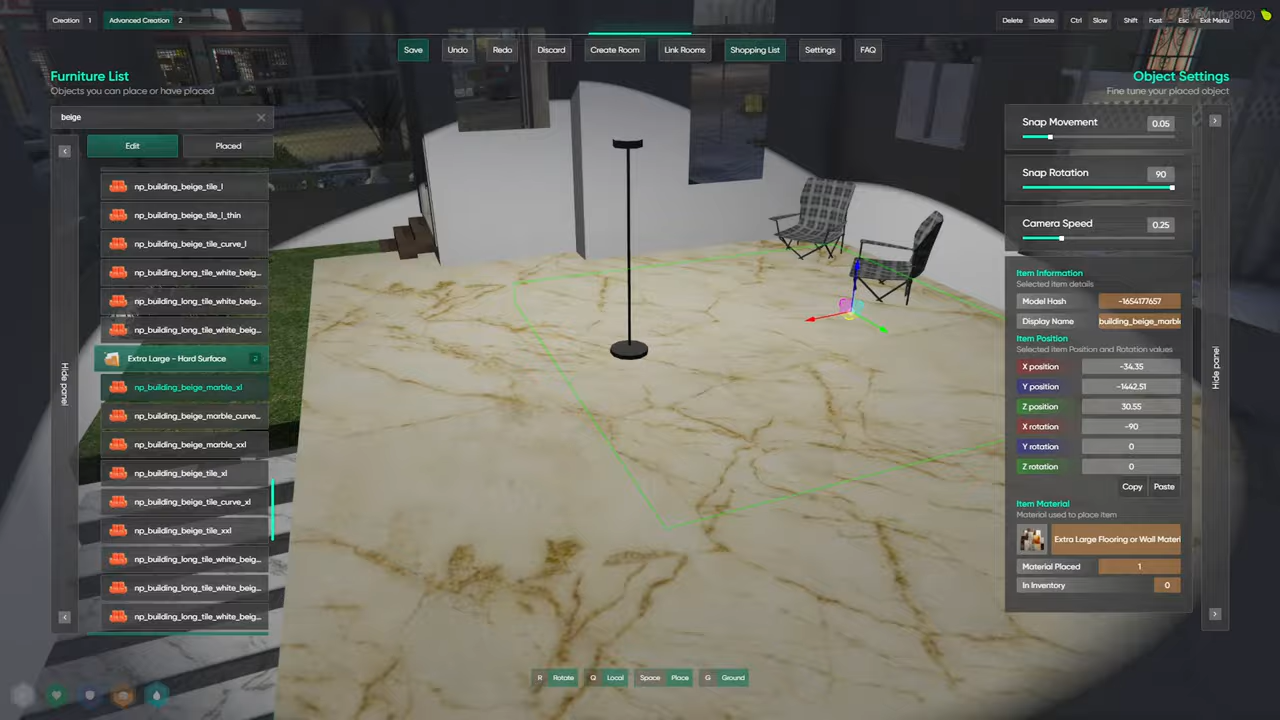 Creation 1
Advanced Creation 2
Delete Delete Ctrl Slow Shift Fast Esc Exit Menu
Save Undo Redo Discard Create Room Link Rooms Shopping List Settings FAQ
Furniture List
Objects you can place or have placed
beige
Edit Placed
Hide panel
np_building_beige_tile_l
np_building_beige_tile_l_thin
np_building_beige_tile_curve_l
np_building_long_tile_white_beig...
np_building_long_tile_white_beig...
np_building_long_tile_white_beig...
Extra Large - Hard Surface 2
np_building_beige_marble_xl
np_building_beige_marble_curve...
np_building_beige_marble_xxl
np_building_beige_tile_xl
np_building_beige_tile_curve_xl
np_building_beige_tile_xxl
np_building_long_tile_white_beig...
np_building_long_tile_white_beig...
np_building_long_tile_white_beig...
Object Settings
Fine tune your placed object
Snap Movement 0.05
Snap Rotation 90
Camera Speed 0.25
Item Information
Selected item details
Model Hash -1654177657
Display Name building_beige_marbl
Item Position
Selected item Position and Rotation values
X position -34.35
Y position -1442.51
Z position 30.55
X rotation -90
Y rotation 0
Z rotation 0
Copy Paste
Item Material
Material used to place item
Extra Large Flooring or Wall Materi
Material Placed 1
In Inventory 0
Hide panel
R Rotate Q Local Space Place G Ground